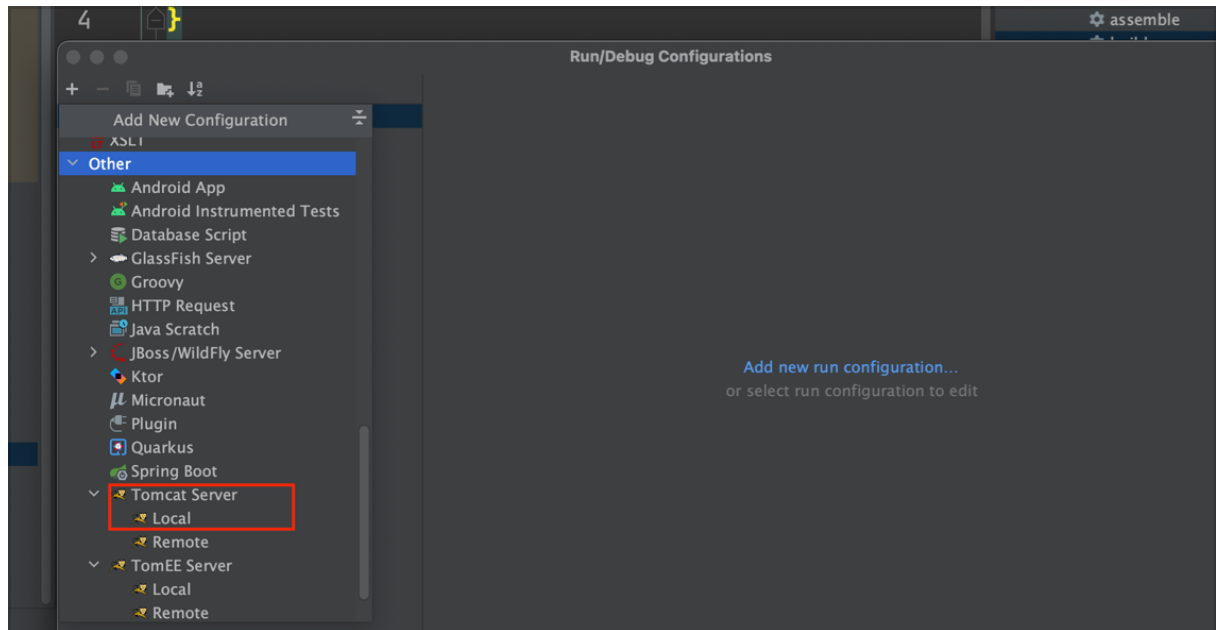 4
}
assemble
Run/Debug Configurations
Add New Configuration
XSLT
Other
Android App
Android Instrumented Tests
Database Script
GlassFish Server
Groovy
HTTP Request
Java Scratch
JBoss/WildFly Server
Ktor
Micronaut
Plugin
Quarkus
Spring Boot
Tomcat Server
Local
Remote
TomEE Server
Local
Remote
Add new run configuration...
or select run configuration to edit